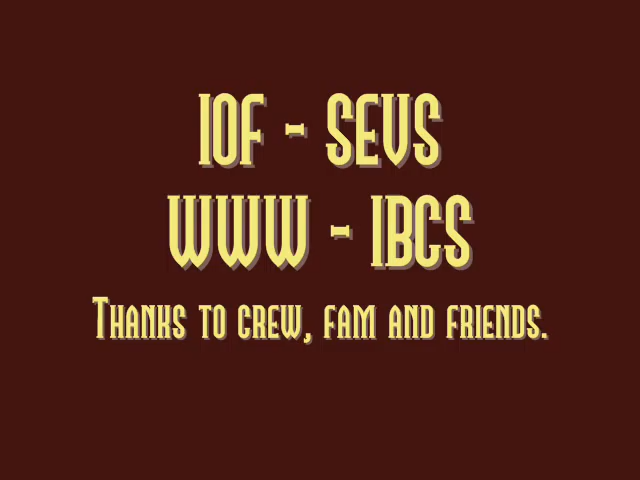 IOF - SEVS
WWW - IBCS
Thanks to crew, fam and friends.